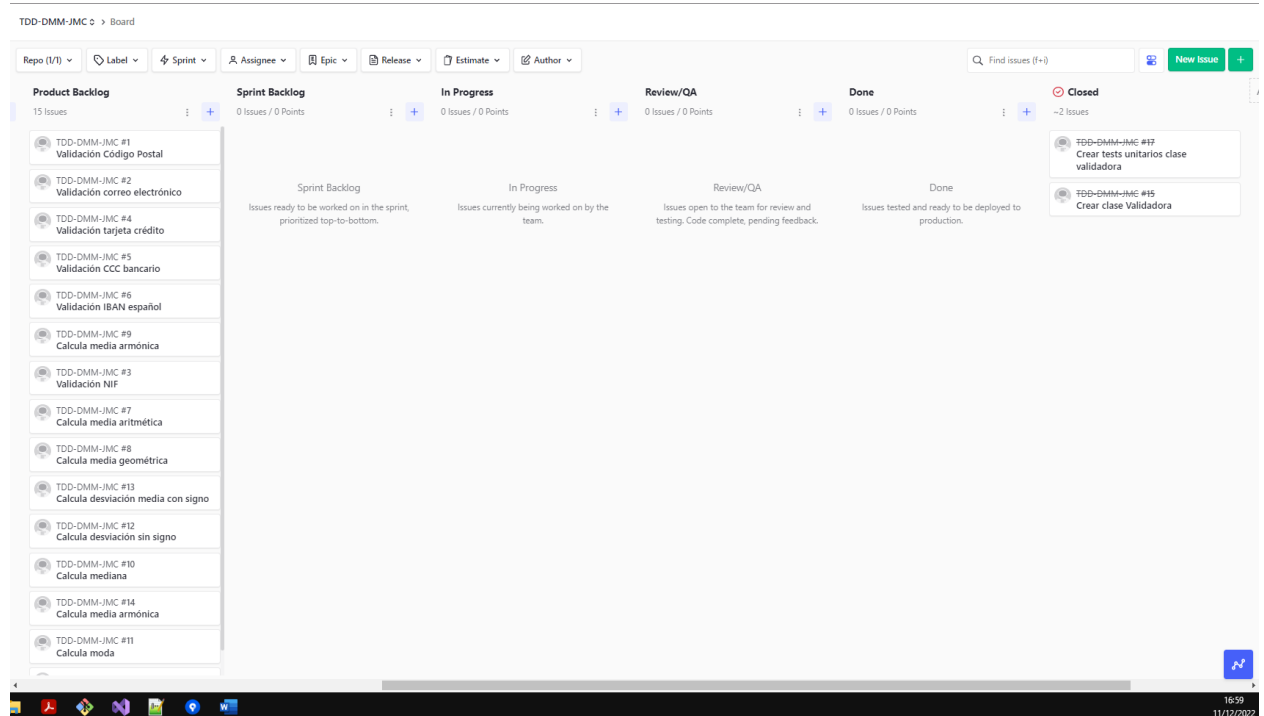 TDD-DMM-JMC > Board
Repo (1/1) Label Sprint Assignee Epic Release Estimate Author Find issues (f+i) New Issue +
Product Backlog
15 Issues
TDD-DMM-JMC #1
Validación Código Postal
TDD-DMM-JMC #2
Validación correo electrónico
TDD-DMM-JMC #4
Validación tarjeta crédito
TDD-DMM-JMC #5
Validación CCC bancario
TDD-DMM-JMC #6
Validación IBAN español
TDD-DMM-JMC #9
Calcula media armónica
TDD-DMM-JMC #3
Validación NIF
TDD-DMM-JMC #7
Calcula media aritmética
TDD-DMM-JMC #8
Calcula media geométrica
TDD-DMM-JMC #13
Calcula desviación media con signo
TDD-DMM-JMC #12
Calcula desviación sin signo
TDD-DMM-JMC #10
Calcula mediana
TDD-DMM-JMC #14
Calcula media armónica
TDD-DMM-JMC #11
Calcula moda
Sprint Backlog
0 Issues / 0 Points
Sprint Backlog
Issues ready to be worked on in the sprint,
prioritized top-to-bottom.
In Progress
0 Issues / 0 Points
In Progress
Issues currently being worked on by the
team.
Review/QA
0 Issues / 0 Points
Review/QA
Issues open to the team for review and
testing. Code complete, pending feedback.
Done
0 Issues / 0 Points
Done
Issues tested and ready to be deployed to
production.
Closed
~2 Issues
TDD-DMM-JMC #17
Crear tests unitarios clase
validadora
TDD-DMM-JMC #15
Crear clase Validadora
16:59
11/12/2022